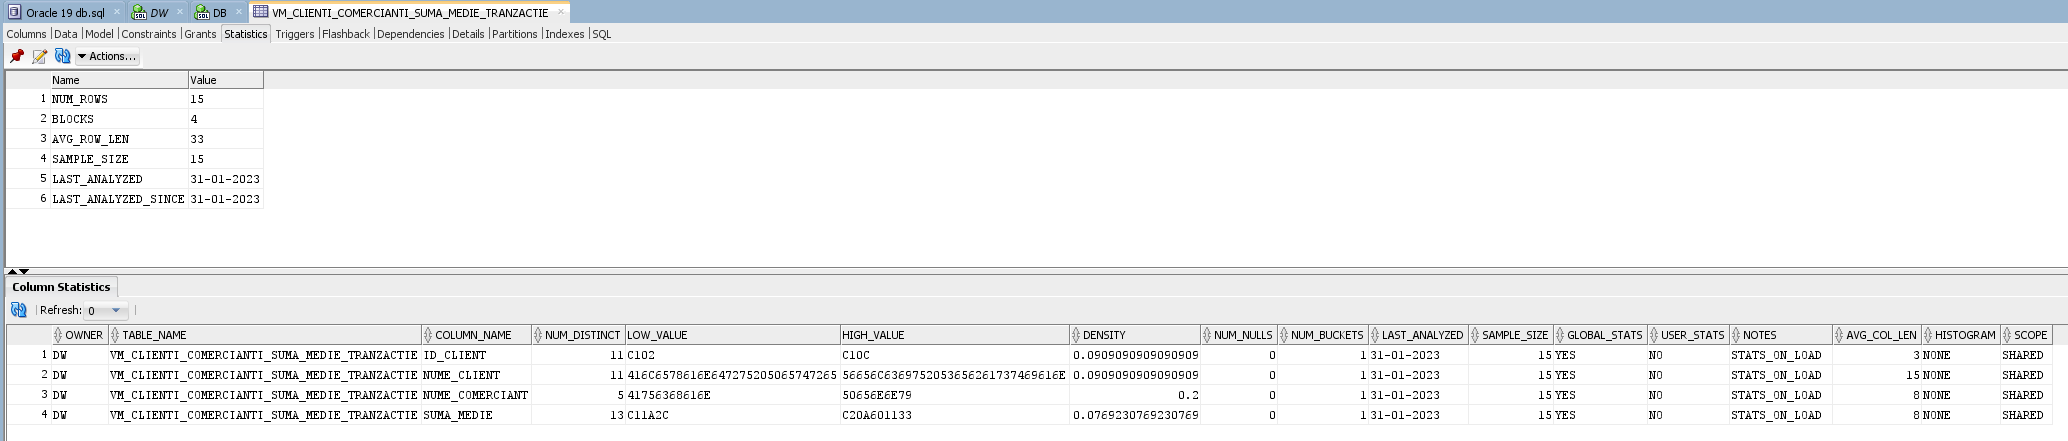 Oracle 19 db.sql DW DB VM_CLIENTI_COMERCIANTI_SUMA_MEDIE_TRANZACTIE
Columns Data Model Constraints Grants Statistics Triggers Flashback Dependencies Details Partitions Indexes SQL
Actions...
Name Value
1 NUM_ROWS 15
2 BLOCKS 4
3 AVG_ROW_LEN 33
4 SAMPLE_SIZE 15
5 LAST_ANALYZED 31-01-2023
6 LAST_ANALYZED_SINCE 31-01-2023
Column Statistics
Refresh: 0
OWNER TABLE_NAME COLUMN_NAME NUM_DISTINCT LOW_VALUE HIGH_VALUE DENSITY NUM_NULLS NUM_BUCKETS LAST_ANALYZED SAMPLE_SIZE GLOBAL_STATS USER_STATS NOTES AVG_COL_LEN HISTOGRAM SCOPE
1 DW VM_CLIENTI_COMERCIANTI_SUMA_MEDIE_TRANZACTIE ID_CLIENT 11 C102 C10C 0.0909090909090909 0 1 31-01-2023 15 YES NO STATS_ON_LOAD 3 NONE SHARED
2 DW VM_CLIENTI_COMERCIANTI_SUMA_MEDIE_TRANZACTIE NUME_CLIENT 11 416C6578616E647275205065747265 56656C6369752053656261737469616E 0.0909090909090909 0 1 31-01-2023 15 YES NO STATS_ON_LOAD 15 NONE SHARED
3 DW VM_CLIENTI_COMERCIANTI_SUMA_MEDIE_TRANZACTIE NUME_COMERCIANT 5 41756368616E 50656E6E79 0.2 0 1 31-01-2023 15 YES NO STATS_ON_LOAD 8 NONE SHARED
4 DW VM_CLIENTI_COMERCIANTI_SUMA_MEDIE_TRANZACTIE SUMA_MEDIE 13 C11A2C C20A601133 0.0769230769230769 0 1 31-01-2023 15 YES NO STATS_ON_LOAD 8 NONE SHARED